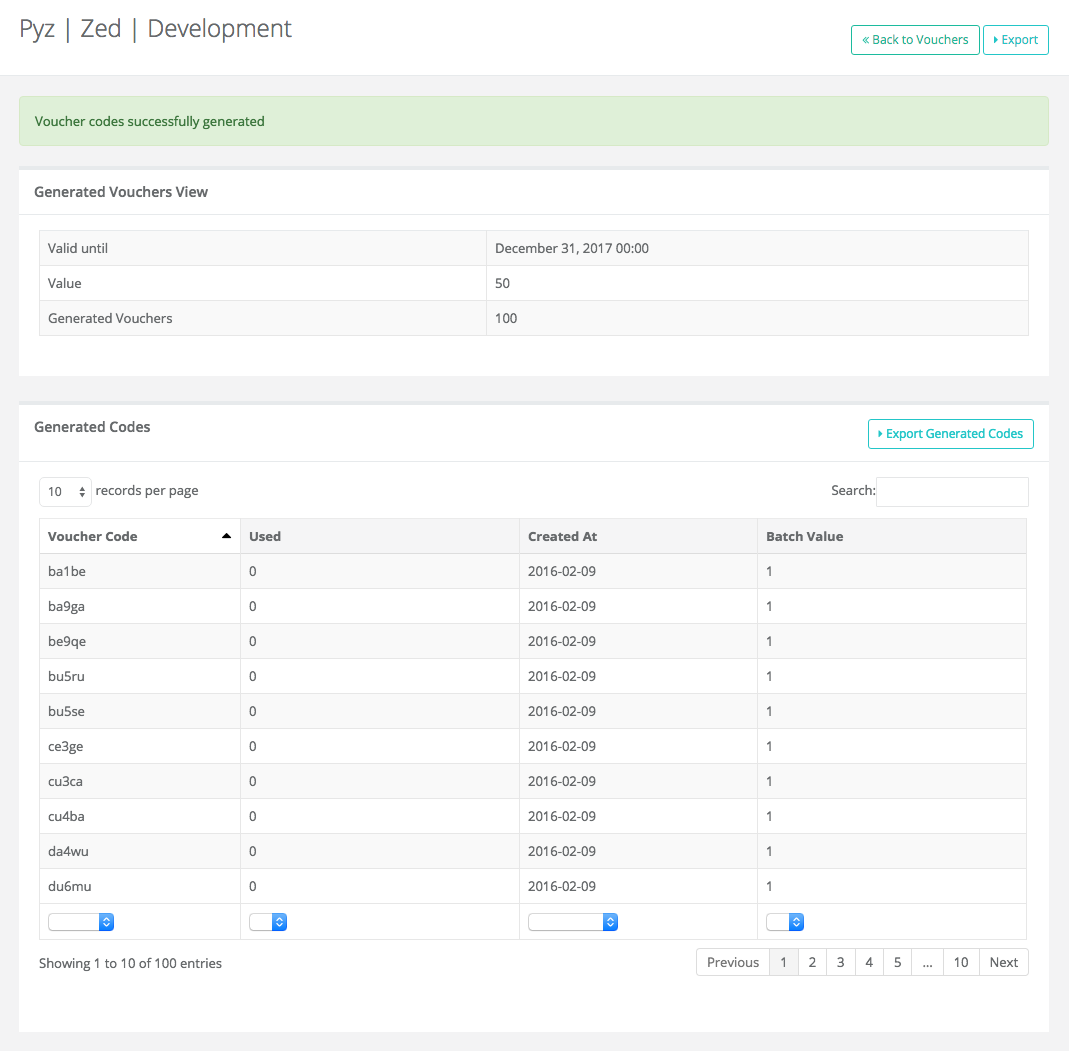 Pyz | Zed | Development
« Back to Vouchers Export
Voucher codes successfully generated
Generated Vouchers View
Valid until December 31, 2017 00:00
Value 50
Generated Vouchers 100
Generated Codes Export Generated Codes
10 records per page Search:
Voucher Code Used Created At Batch Value
ba1be 0 2016-02-09 1
ba9ga 0 2016-02-09 1
be9qe 0 2016-02-09 1
bu5ru 0 2016-02-09 1
bu5se 0 2016-02-09 1
ce3ge 0 2016-02-09 1
cu3ca 0 2016-02-09 1
cu4ba 0 2016-02-09 1
da4wu 0 2016-02-09 1
du6mu 0 2016-02-09 1
Showing 1 to 10 of 100 entries Previous 1 2 3 4 5 ... 10 Next